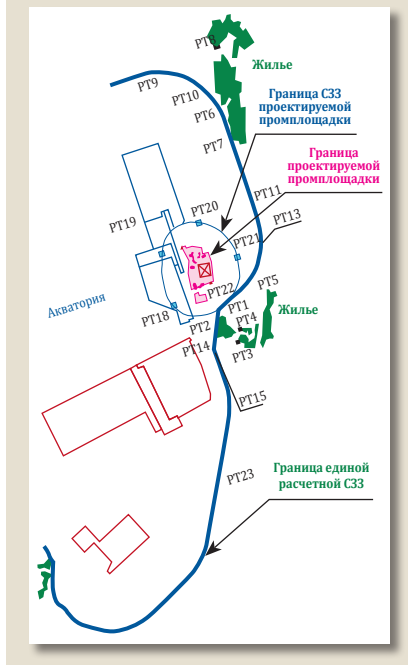 РТ8
Жилье
РТ9
РТ10
РТ6
Граница СЗЗ
проектируемой
промплощадки
РТ7
Граница
проектируемой
промплощадки
РТ11
РТ20
РТ13
РТ19
РТ21
РТ5
РТ22
Акватория
РТ1
РТ4
Жилье
РТ18
РТ2
РТ14
РТ3
РТ15
РТ23
Граница единой
расчетной СЗЗ